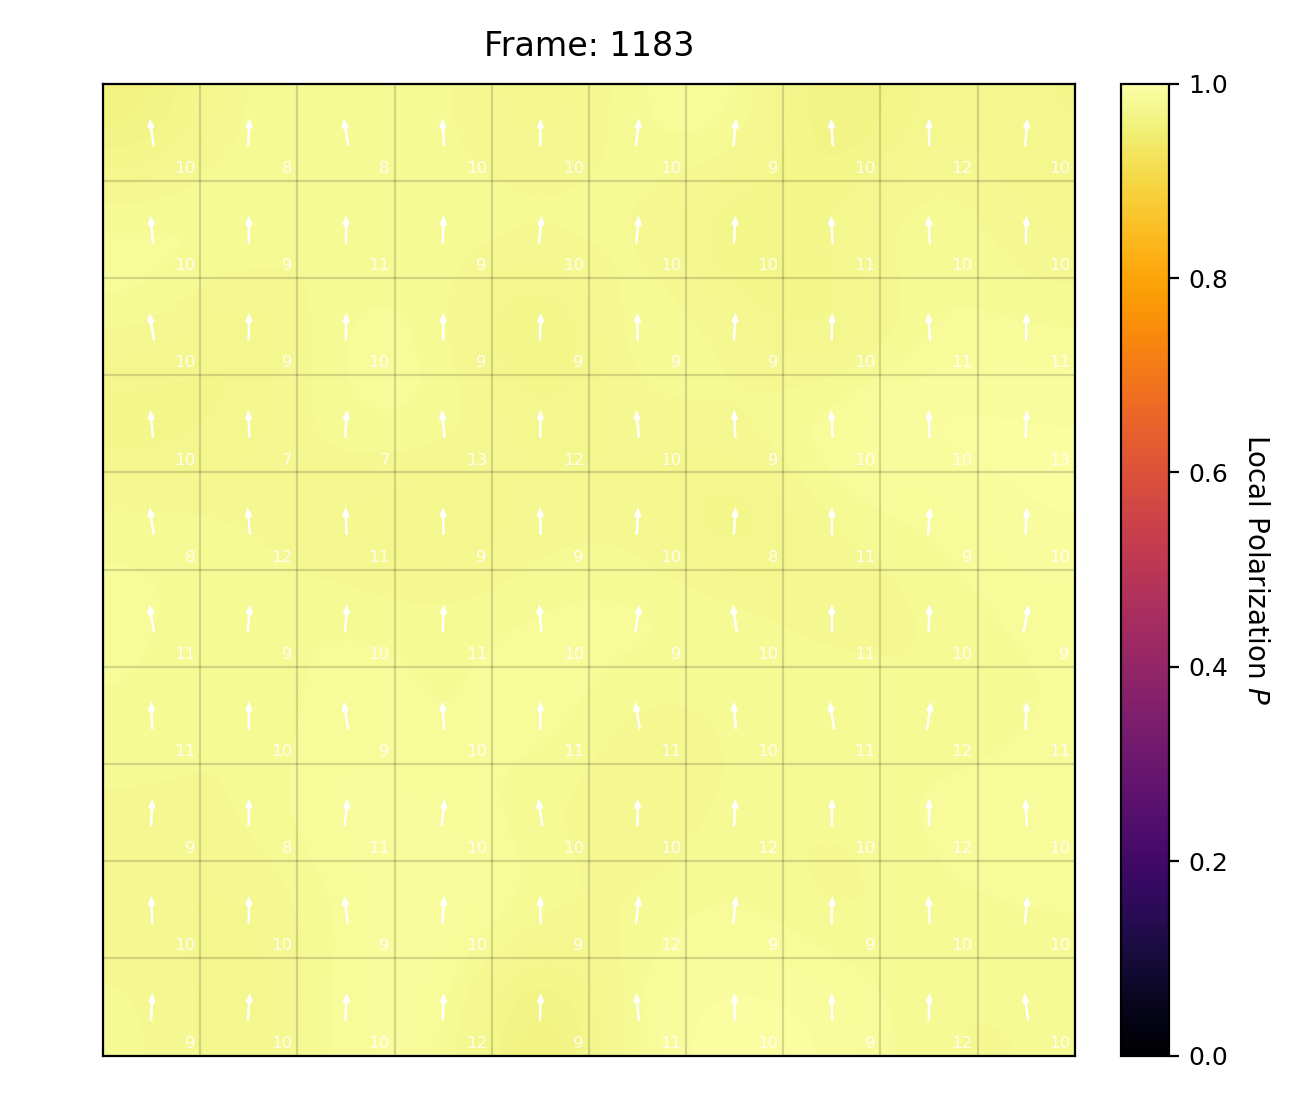 Frame: 1183
10 8 8 10 10 10 9 10 12 10
10 9 11 9 10 10 10 11 10 10
10 9 10 9 9 9 9 10 11 11
10 7 7 13 12 10 9 10 10 13
8 12 11 9 9 10 8 11 9 10
11 9 10 11 10 9 10 11 10 9
11 10 9 10 11 11 10 11 12 11
9 8 11 10 10 10 12 10 12 10
10 10 9 10 9 12 9 9 10 10
9 10 10 12 9 11 10 9 12 10
1.0
0.8
0.6
0.4
0.2
0.0
Local Polarization P